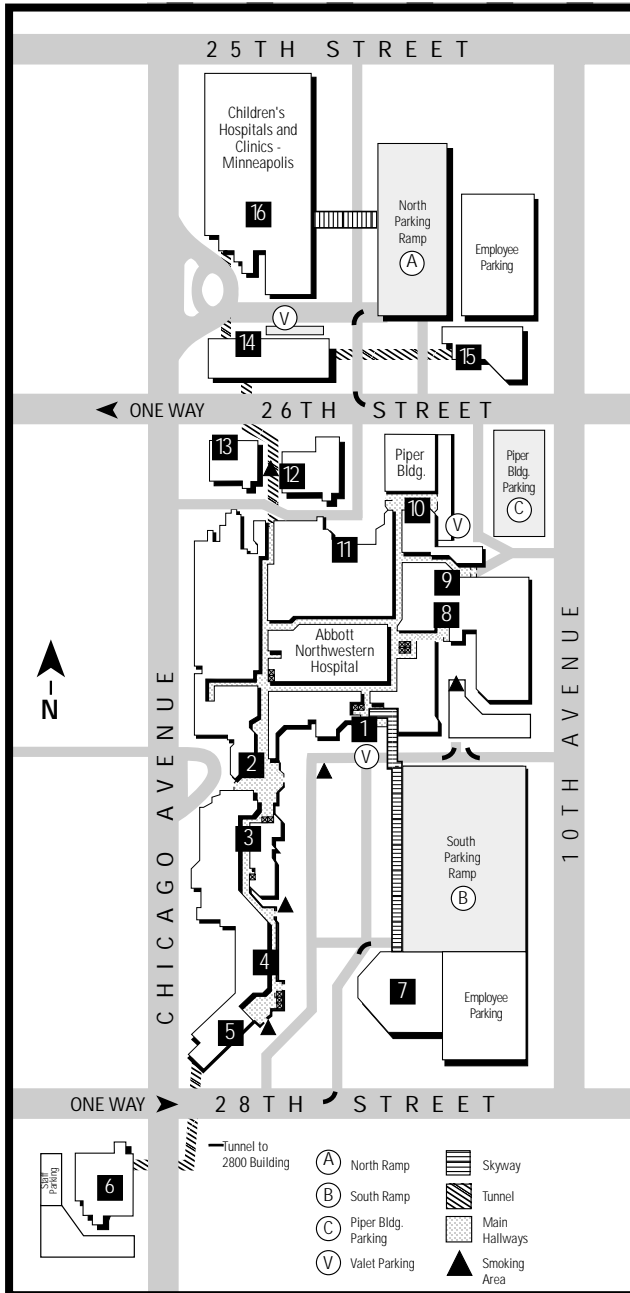 25TH STREET
Children's
Hospitals and
Clinics -
Minneapolis
16
North
Parking
Ramp
A
Employee
Parking
V
14
15
ONE WAY
26TH STREET
13
12
Piper
Bldg.
Piper
Bldg.
Parking
C
10
V
11
9
8
Abbott
Northwestern
Hospital
N
CHICAGO AVENUE
10TH AVENUE
1
V
2
3
South
Parking
Ramp
B
4
5
7
Employee
Parking
ONE WAY
28TH STREET
Tunnel to
2800 Building
Staff
Parking
6
A North Ramp
B South Ramp
C Piper Bldg.
Parking
V Valet Parking
Skyway
Tunnel
Main
Hallways
Smoking
Area